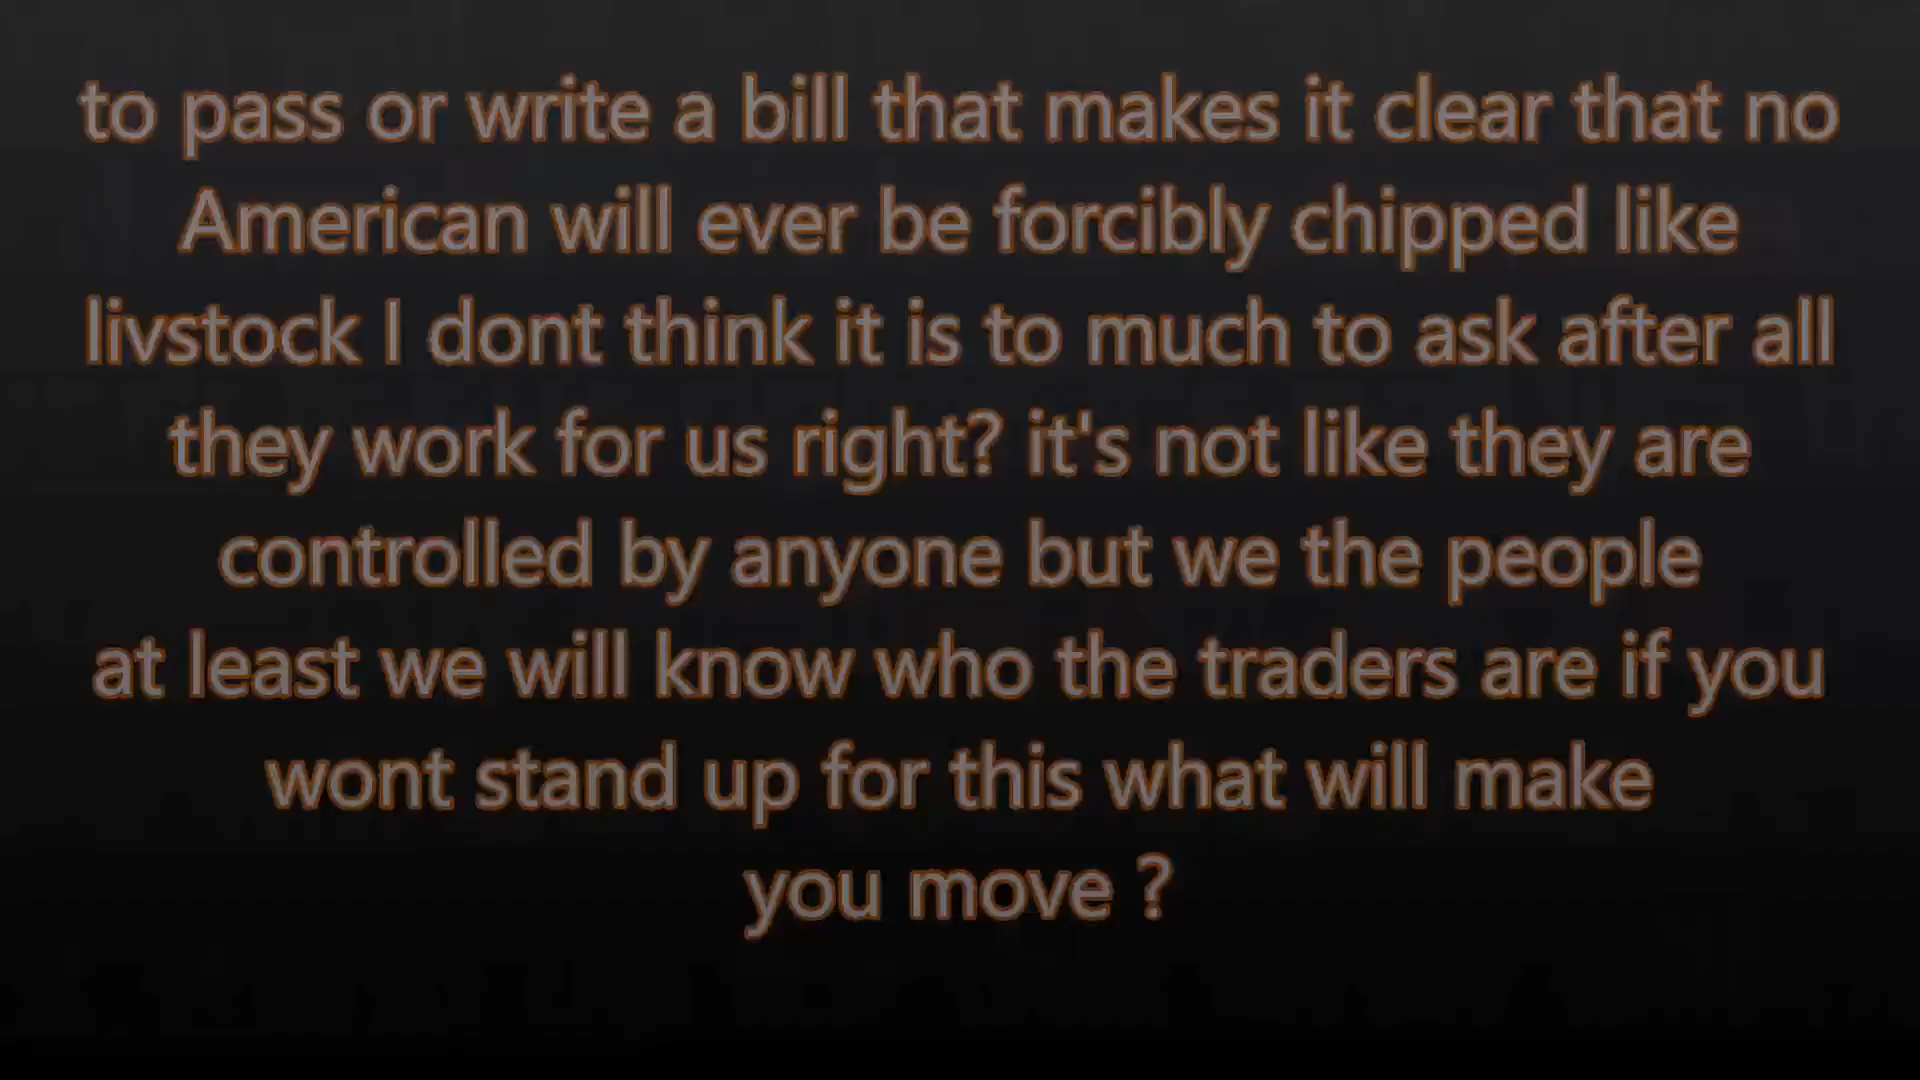 to pass or write a bill that makes it clear that no
American will ever be forcibly chipped like
livstock I dont think it is to much to ask after all
they work for us right? it's not like they are
controlled by anyone but we the people
at least we will know who the traders are if you
wont stand up for this what will make
you move ?